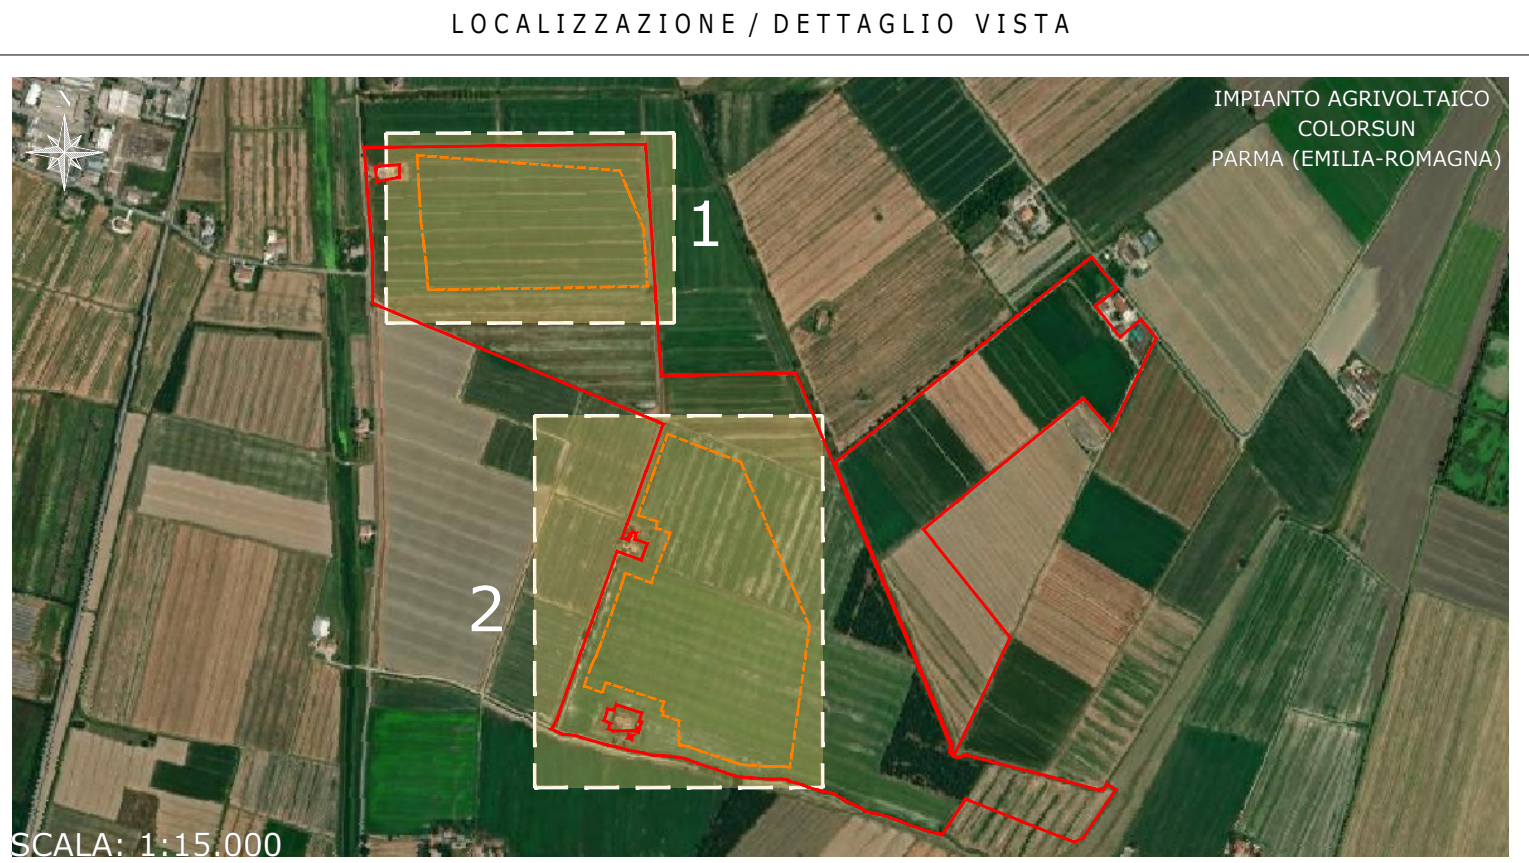 LOCALIZZAZIONE / DETTAGLIO VISTA
IMPIANTO AGRIVOLTAICO
COLORSUN
PARMA (EMILIA-ROMAGNA)
1
2
SCALA: 1:15.000